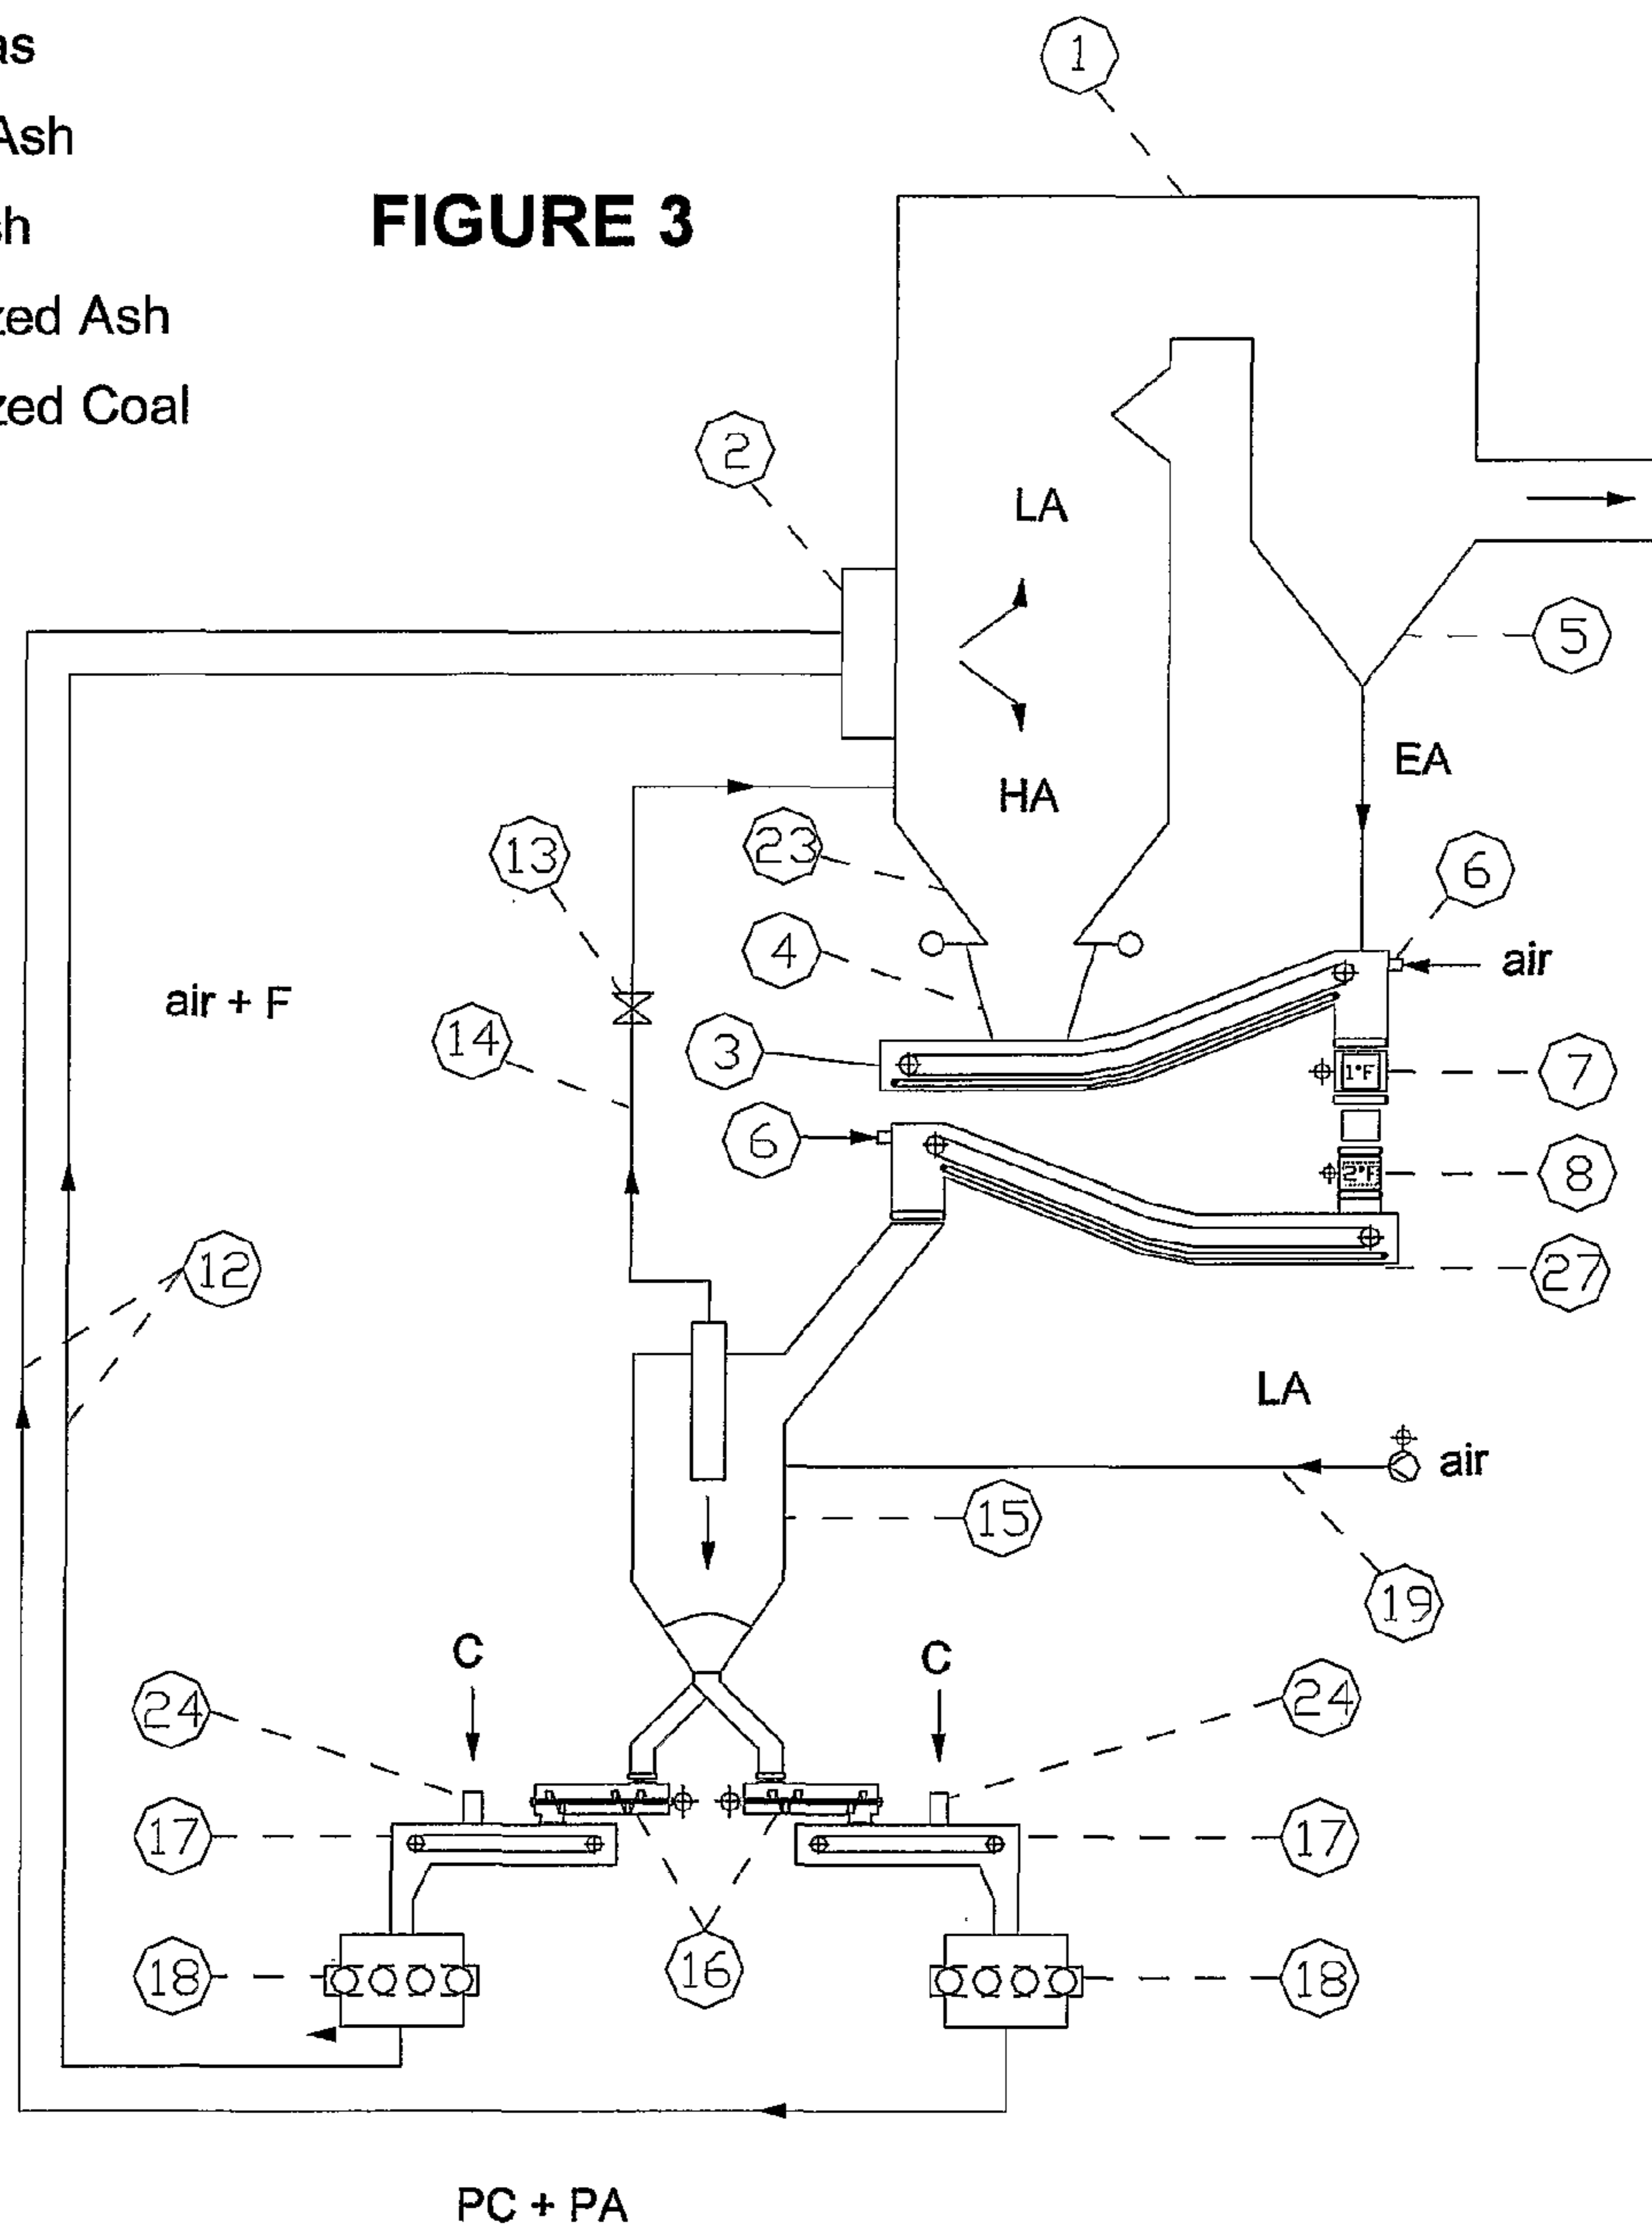 as
Ash
sh
zed Ash
zed Coal
FIGURE 3
1
2
LA
5
HA
EA
23
13
6
4
air
air + F
14
3
1°F
7
6
2°F
8
12
27
LA
air
15
19
C
C
24
24
17
17
18
16
18
PC + PA